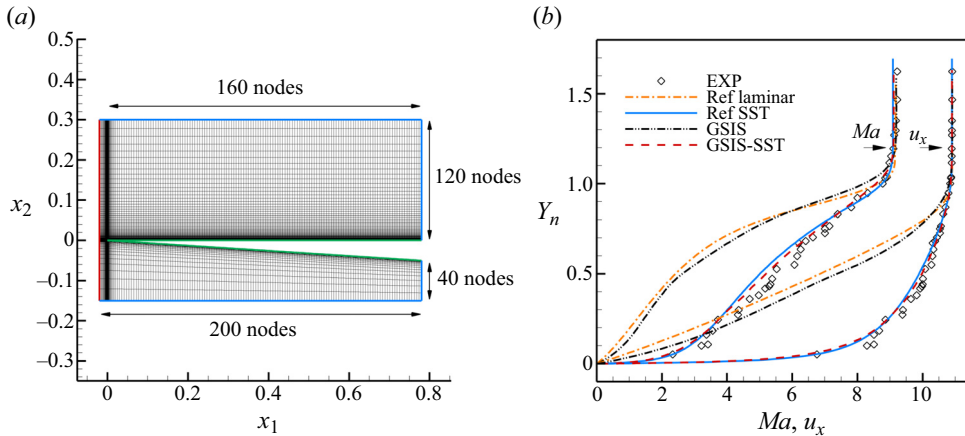 (a)
0.5
0.4
0.3
0.2
0.1
0
–0.1
–0.2
–0.3
x2
160 nodes
120 nodes
40 nodes
200 nodes
0 0.2 0.4 0.6 0.8
x1
(b)
1.5
1.0
0.5
0
Yn
EXP
Ref laminar
Ref SST
GSIS
GSIS-SST
Ma ux
0 2 4 6 8 10
Ma, ux